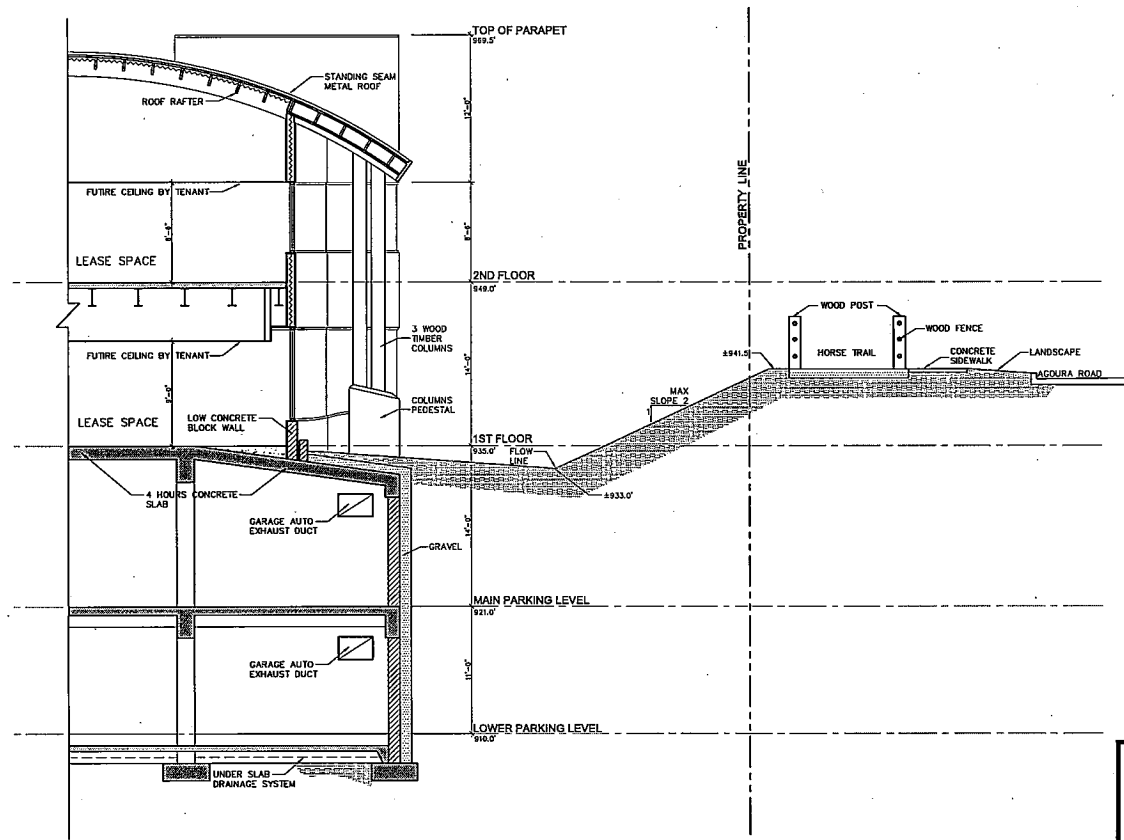 TOP OF PARAPET
969.5'
STANDING SEAM
METAL ROOF
ROOF RAFTER
12'-0"
PROPERTY LINE
FUTIRE CEILING BY TENANT
8'-6"
8'-6"
LEASE SPACE
2ND FLOOR
949.0'
WOOD POST
WOOD FENCE
3 WOOD
TIMBER
COLUMNS
HORSE TRAIL
CONCRETE
SIDEWALK
LANDSCAPE
±941.5
AGOURA ROAD
FUTIRE CEILING BY TENANT
14'-0"
MAX
SLOPE 2
1
COLUMNS
PEDESTAL
LOW CONCRETE
BLOCK WALL
LEASE SPACE
1ST FLOOR
935.0'
FLOW
LINE
±933.0'
4 HOURS CONCRETE
SLAB
GARAGE AUTO
EXHAUST DUCT
14'-0"
GRAVEL
MAIN PARKING LEVEL
921.0'
GARAGE AUTO
EXHAUST DUCT
11'-0"
LOWER PARKING LEVEL
910.0'
UNDER SLAB
DRAINAGE SYSTEM